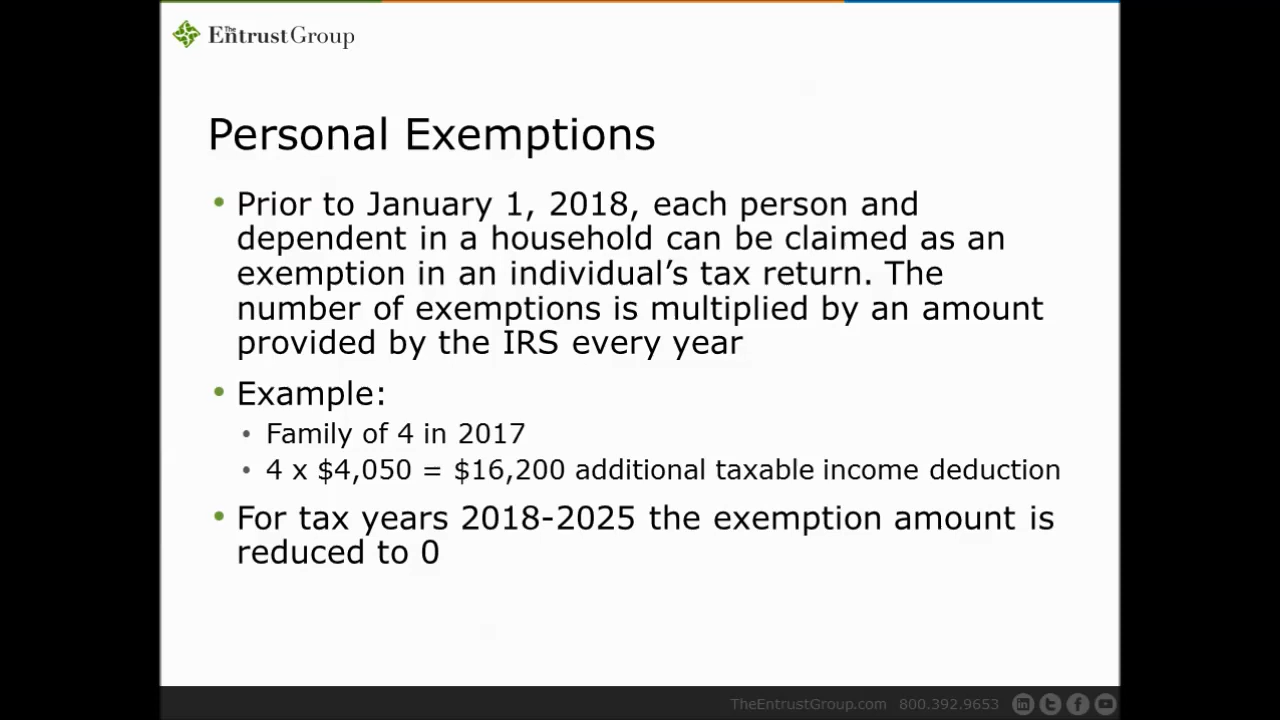 The
EntrustGroup
Personal Exemptions
• Prior to January 1, 2018, each person and
dependent in a household can be claimed as an
exemption in an individual’s tax return. The
number of exemptions is multiplied by an amount
provided by the IRS every year
• Example:
• Family of 4 in 2017
• 4 x $4,050 = $16,200 additional taxable income deduction
• For tax years 2018-2025 the exemption amount is
reduced to 0
TheEntrustGroup.com 800.392.9653